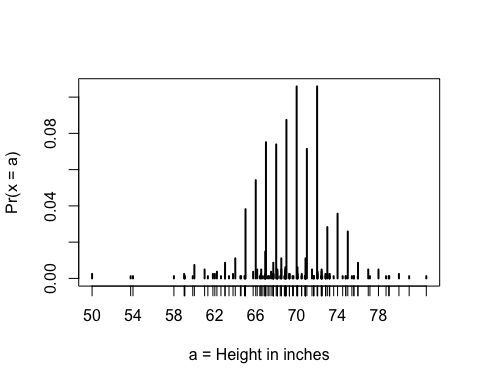 Pr(x = a)
0.00 0.04 0.08
50 54 58 62 66 70 74 78
a = Height in inches